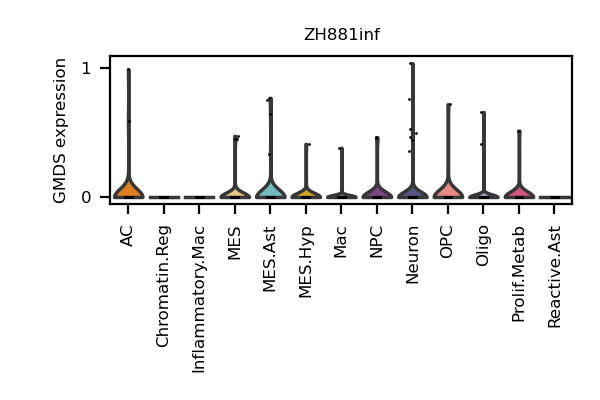 ZH881inf
GMDS expression
1
0
AC
Chromatin.Reg
Inflammatory.Mac
MES
MES.Ast
MES.Hyp
Mac
NPC
Neuron
OPC
Oligo
Prolif.Metab
Reactive.Ast